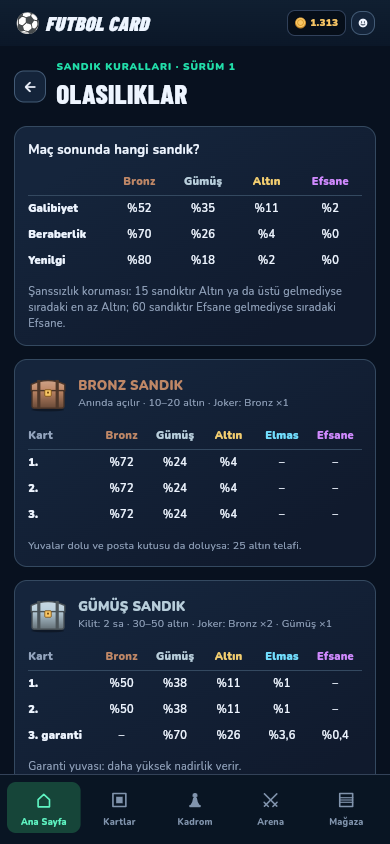 FUTBOL CARD
1.313
SANDIK KURALLARI · SÜRÜM 1
OLASILIKLAR
Maç sonunda hangi sandık?
Bronz Gümüş Altın Efsane
Galibiyet %52 %35 %11 %2
Beraberlik %70 %26 %4 %0
Yenilgi %80 %18 %2 %0
Şanssızlık koruması: 15 sandıktır Altın ya da üstü gelmediyse
sıradaki en az Altın; 60 sandıktır Efsane gelmediyse sıradaki
Efsane.
BRONZ SANDIK
Anında açılır · 10–20 altın · Joker: Bronz ×1
Kart Bronz Gümüş Altın Elmas Efsane
1. %72 %24 %4 – –
2. %72 %24 %4 – –
3. %72 %24 %4 – –
Yuvalar dolu ve posta kutusu da doluysa: 25 altın telafi.
GÜMÜŞ SANDIK
Kilit: 2 sa · 30–50 altın · Joker: Bronz ×2 · Gümüş ×1
Kart Bronz Gümüş Altın Elmas Efsane
1. %50 %38 %11 %1 –
2. %50 %38 %11 %1 –
3. garanti – %70 %26 %3,6 %0,4
Garanti yuvası: daha yüksek nadirlik verir.
Ana Sayfa Kartlar Kadrom Arena Mağaza